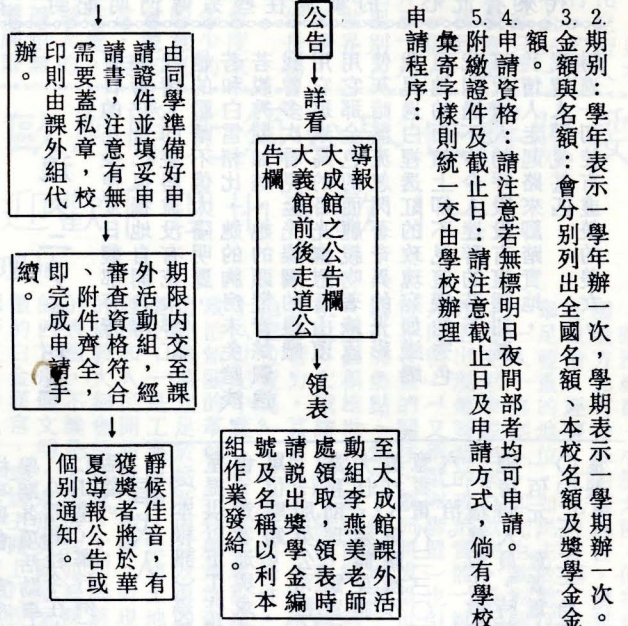 2.期别：學年表示一學年辦一次，學期表示一學期辦一次。
3.金額與名額：會分別列出全國名額、本校名額及獎學金金
額。
4.申請資格：請注意若無標明日夜間部者均可申請。
5.附繳證件及截止日：請注意截止日及申請方式，倘有學校
彙寄字樣則統一交由學校辦理
申請程序：
公告→詳看
導報
大成館之公告欄
大義館前後走道公
告欄
→領表
至大成館課外活
動組李燕美老師
處領取，領表時
請説出獎學金編
號及名稱以利本
組作業發給。
→
由同學準備好申
請證件並填妥申
請書，注意有無
需要蓋私章，校
印則由課外組代
辦。
→
期限内交至課
外活動組，經
審查資格符合
、附件齊全，
即完成申請手
續。
→
靜候佳音，有
獲獎者將於華
夏導報公告或
個别通知。